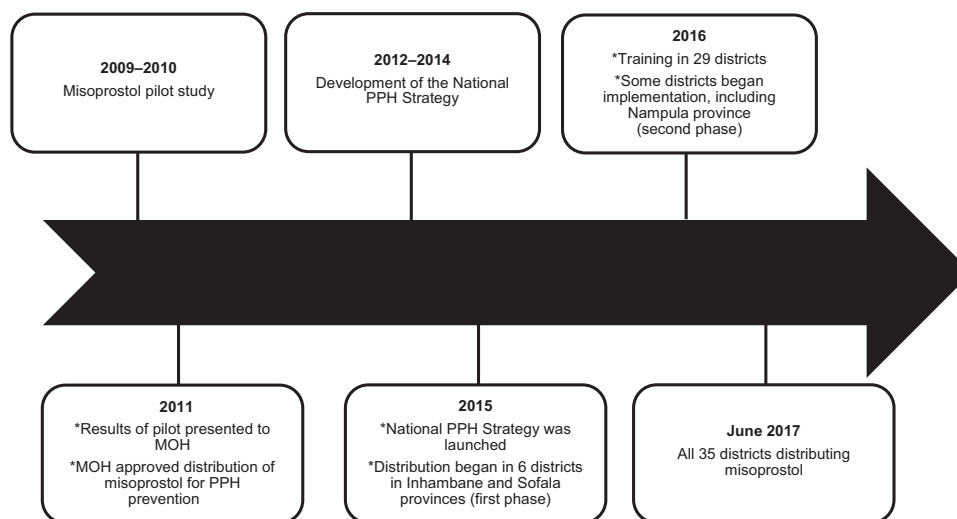 2009–2010
Misoprostol pilot study
2012–2014
Development of the National
PPH Strategy
2016
*Training in 29 districts
*Some districts began
implementation, including
Nampula province
(second phase)
2011
*Results of pilot presented to
MOH
*MOH approved distribution of
misoprostol for PPH
prevention
2015
*National PPH Strategy was
launched
*Distribution began in 6 districts
in Inhambane and Sofala
provinces (first phase)
June 2017
All 35 districts distributing
misoprostol